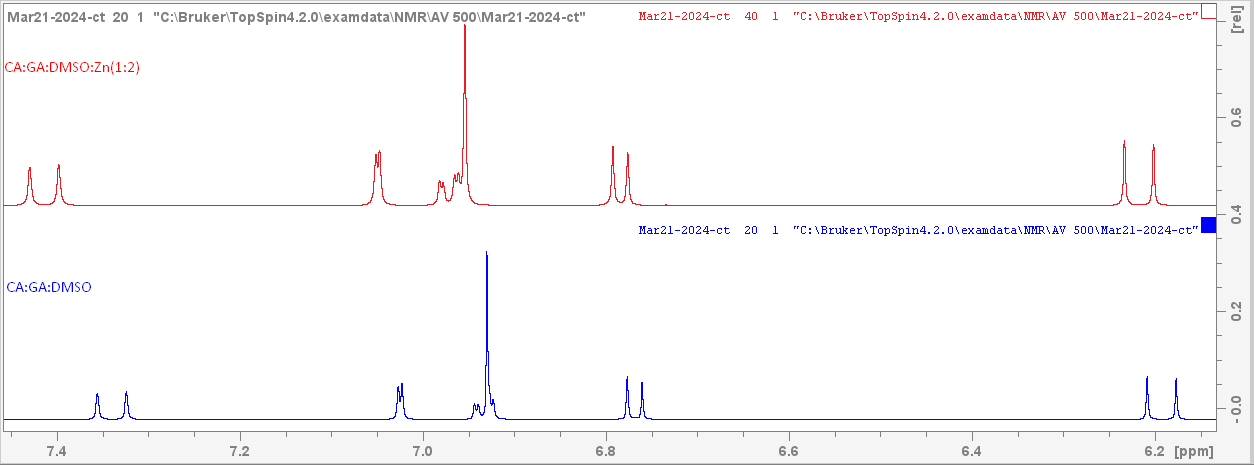 Mar21-2024-ct 20 1 "C:\Bruker\TopSpin4.2.0\examdata\NMR\AV 500\Mar21-2024-ct"
Mar21-2024-ct 40 1 "C:\Bruker\TopSpin4.2.0\examdata\NMR\AV 500\Mar21-2024-ct"
[rel]
CA:GA:DMSO:Zn(1:2)
0.6
0.4
Mar21-2024-ct 20 1 "C:\Bruker\TopSpin4.2.0\examdata\NMR\AV 500\Mar21-2024-ct"
CA:GA:DMSO
0.2
-0.0
7.4 7.2 7.0 6.8 6.6 6.4 6.2 [ppm]